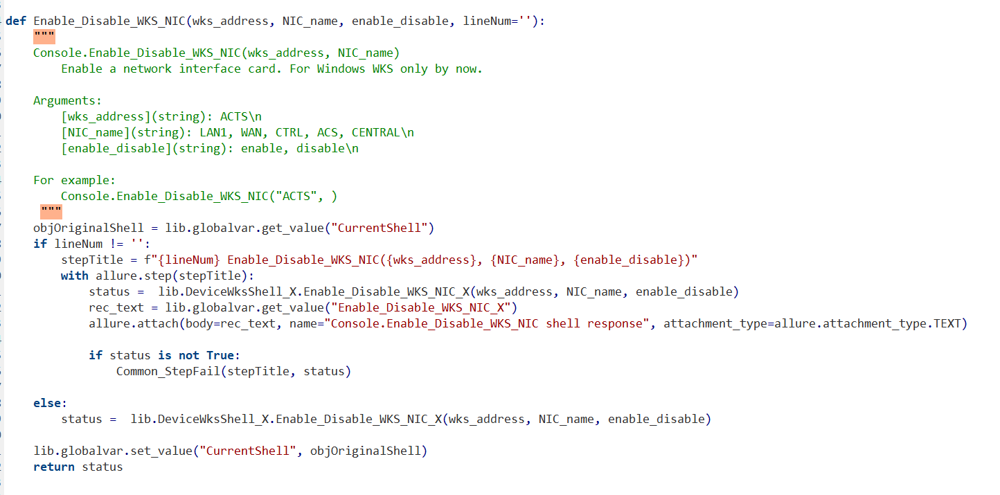 def Enable_Disable_WKS_NIC(wks_address, NIC_name, enable_disable, lineNum=''):
    """
    Console.Enable_Disable_WKS_NIC(wks_address, NIC_name)
        Enable a network interface card. For Windows WKS only by now.

    Arguments:
        [wks_address](string): ACTS\n
        [NIC_name](string): LAN1, WAN, CTRL, ACS, CENTRAL\n
        [enable_disable](string): enable, disable\n

    For example:
        Console.Enable_Disable_WKS_NIC("ACTS", )
     """
    objOriginalShell = lib.globalvar.get_value("CurrentShell")
    if lineNum != '':
        stepTitle = f"{lineNum} Enable_Disable_WKS_NIC({wks_address}, {NIC_name}, {enable_disable})"
        with allure.step(stepTitle):
            status =  lib.DeviceWksShell_X.Enable_Disable_WKS_NIC_X(wks_address, NIC_name, enable_disable)
            rec_text = lib.globalvar.get_value("Enable_Disable_WKS_NIC_X")
            allure.attach(body=rec_text, name="Console.Enable_Disable_WKS_NIC shell response", attachment_type=allure.attachment_type.TEXT)

            if status is not True:
                Common_StepFail(stepTitle, status)

    else:
        status =  lib.DeviceWksShell_X.Enable_Disable_WKS_NIC_X(wks_address, NIC_name, enable_disable)

    lib.globalvar.set_value("CurrentShell", objOriginalShell)
    return status